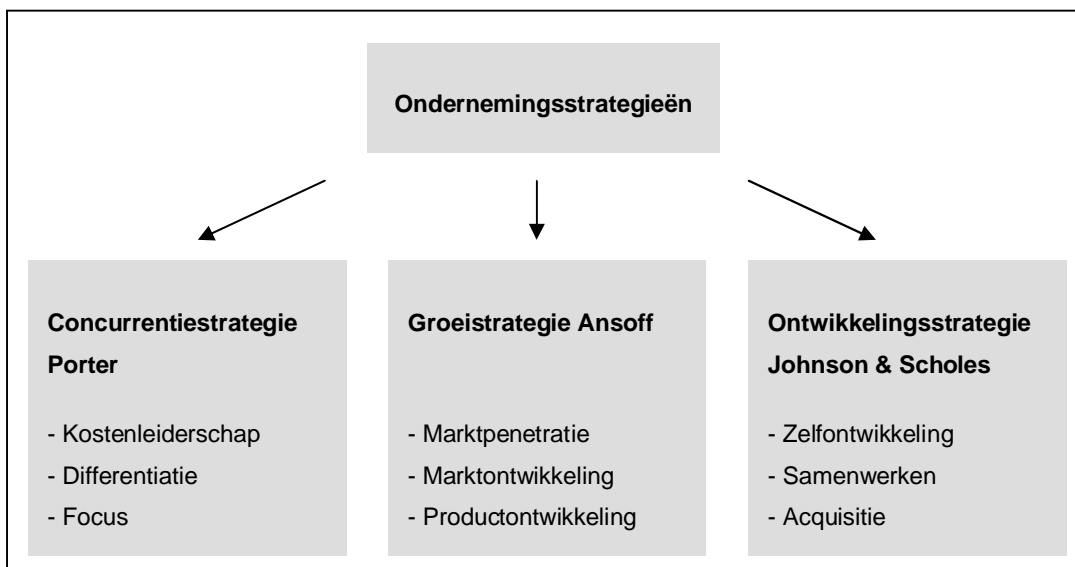 Ondernemingsstrategieën
Concurrentiestrategie
Porter
- Kostenleiderschap
- Differentiatie
- Focus
Groeistrategie Ansoff
- Marktpenetratie
- Marktontwikkeling
- Productontwikkeling
Ontwikkelingsstrategie
Johnson & Scholes
- Zelfontwikkeling
- Samenwerken
- Acquisitie